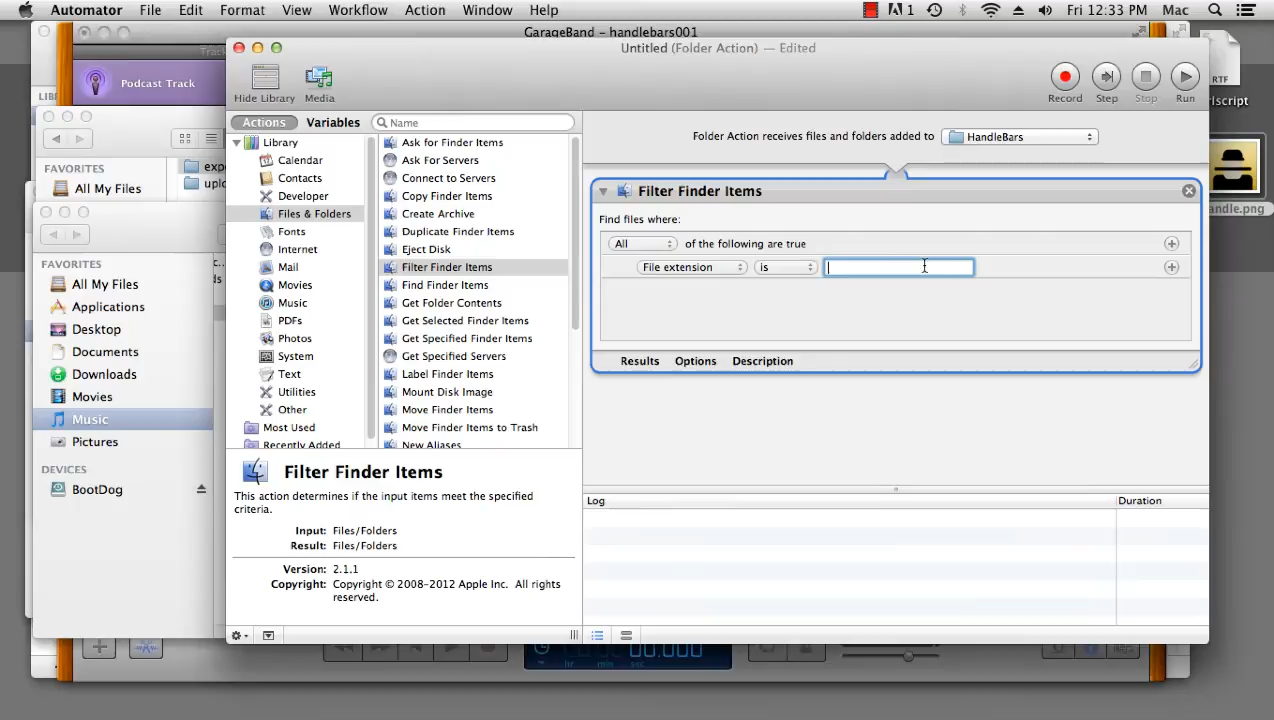 Automator File Edit Format View Workflow Action Window Help 1 Fri 12:33 PM Mac
GarageBand - handlebars001
Untitled (Folder Action) — Edited
Podcast Track
Hide Library Media
Record Step Stop Run
RTF
rlscript
andle.png
Actions Variables Name
Folder Action receives files and folders added to HandleBars
Library
Calendar
Contacts
Developer
Files & Folders
Fonts
Internet
Mail
Movies
Music
PDFs
Photos
System
Text
Utilities
Other
Most Used
Recently Added
Ask for Finder Items
Ask For Servers
Connect to Servers
Copy Finder Items
Create Archive
Duplicate Finder Items
Eject Disk
Filter Finder Items
Find Finder Items
Get Folder Contents
Get Selected Finder Items
Get Specified Finder Items
Get Specified Servers
Label Finder Items
Mount Disk Image
Move Finder Items
Move Finder Items to Trash
New Aliases
Filter Finder Items
Find files where:
All of the following are true
File extension is
Results Options Description
FAVORITES
All My Files
FAVORITES
All My Files
Applications
Desktop
Documents
Downloads
Movies
Music
Pictures
DEVICES
BootDog
Filter Finder Items
This action determines if the input items meet the specified
criteria.
Input: Files/Folders
Result: Files/Folders
Version: 2.1.1
Copyright: Copyright © 2008-2012 Apple Inc. All rights
reserved.
Log Duration